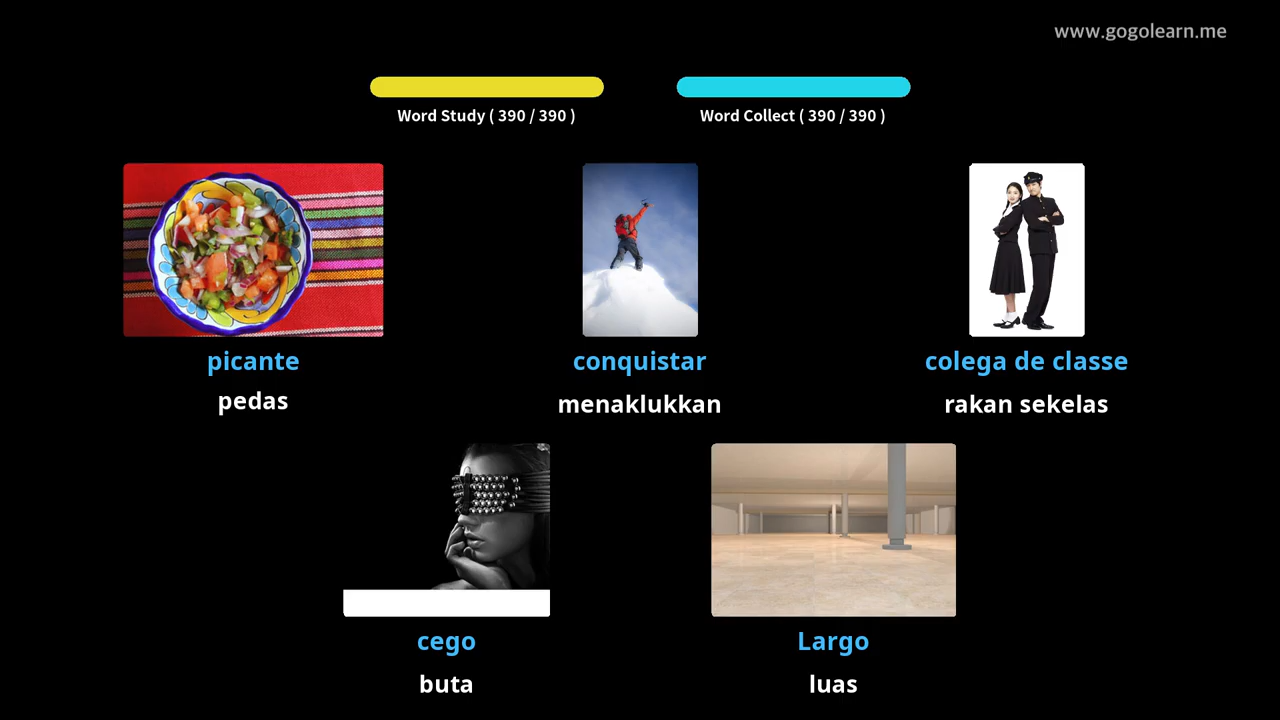 www.gogolearn.me
Word Study ( 390 / 390 )
Word Collect ( 390 / 390 )
picante
conquistar
colega de classe
pedas
menaklukkan
rakan sekelas
cego
Largo
buta
luas